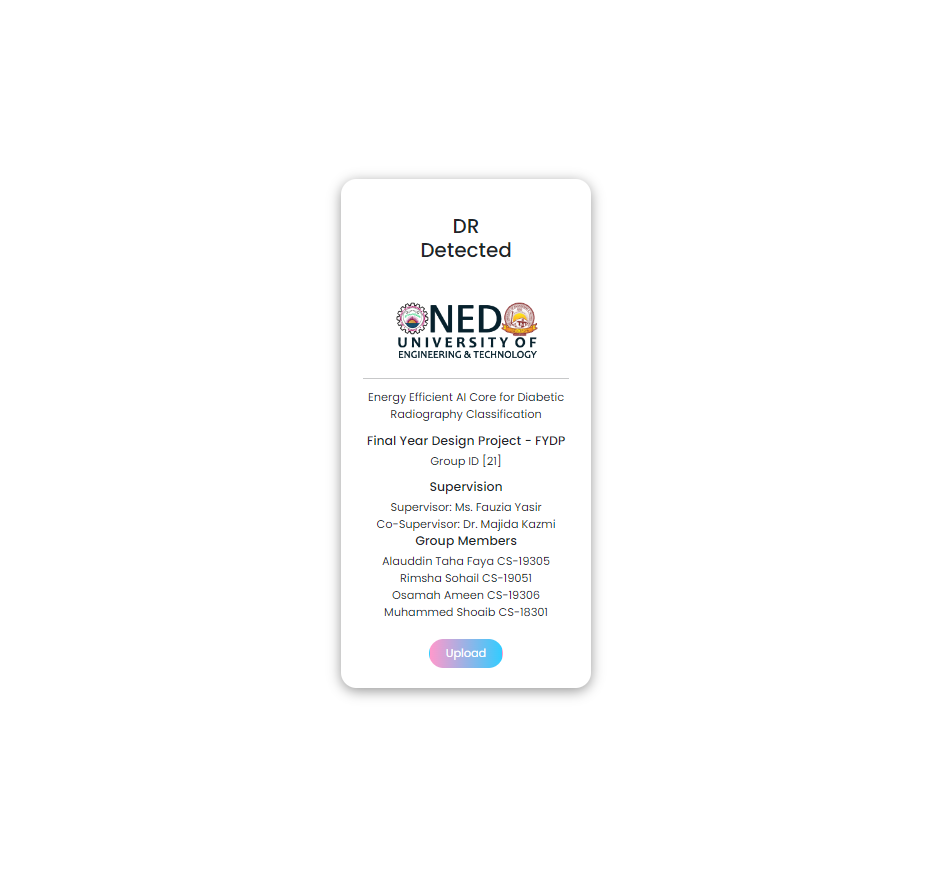 DR
Detected
NED
UNIVERSITY OF
ENGINEERING & TECHNOLOGY
Energy Efficient AI Core for Diabetic
Radiography Classification
Final Year Design Project - FYDP
Group ID [21]
Supervision
Supervisor: Ms. Fauzia Yasir
Co-Supervisor: Dr. Majida Kazmi
Group Members
Alauddin Taha Faya CS-19305
Rimsha Sohail CS-19051
Osamah Ameen CS-19306
Muhammed Shoaib CS-18301
Upload